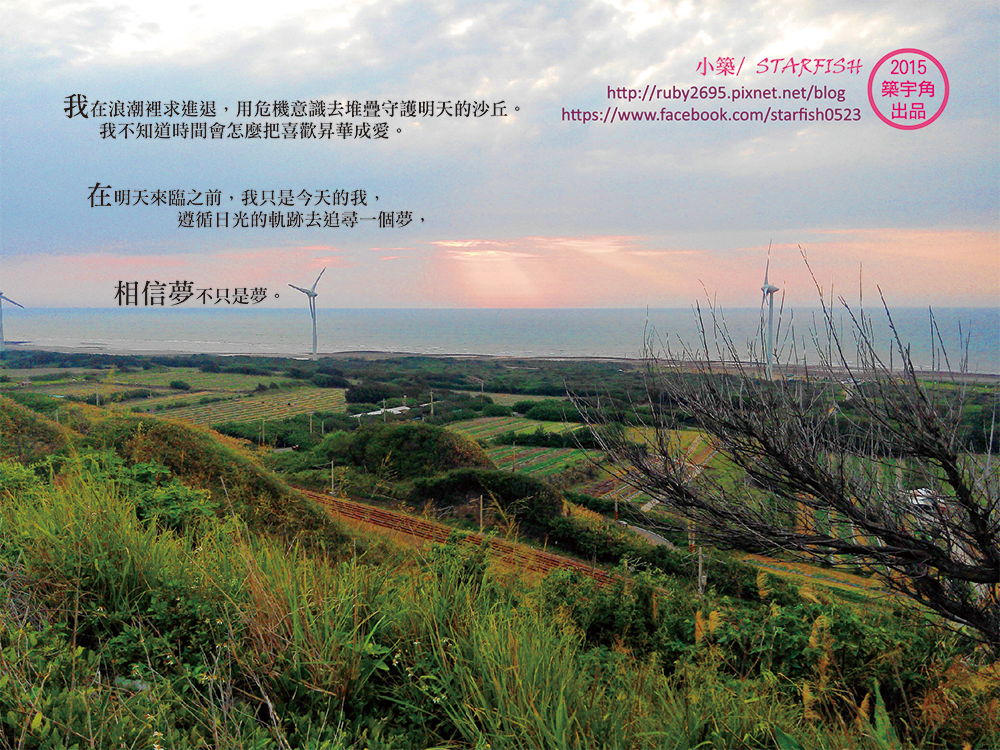 我在浪潮裡求進退，用危機意識去堆疊守護明天的沙丘。
我不知道時間會怎麼把喜歡昇華成愛。
在明天來臨之前，我只是今天的我，
遵循日光的軌跡去追尋一個夢，
相信夢不只是夢。
小築/ STARFISH
http://ruby2695.pixnet.net/blog
https://www.facebook.com/starfish0523
2015
築宇角
出品